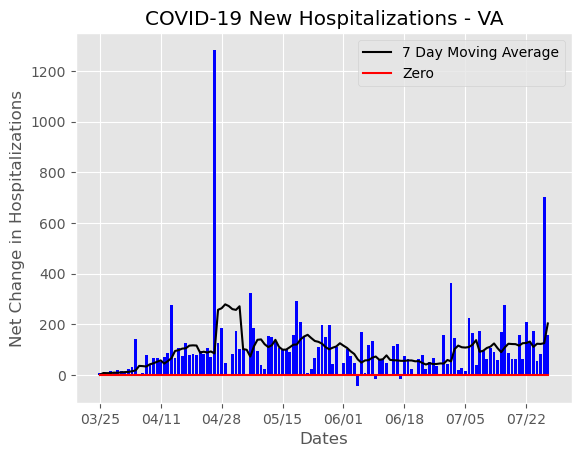 COVID-19 New Hospitalizations - VA
7 Day Moving Average
Zero
Net Change in Hospitalizations
1200
1000
800
600
400
200
0
03/25 04/11 04/28 05/15 06/01 06/18 07/05 07/22
Dates